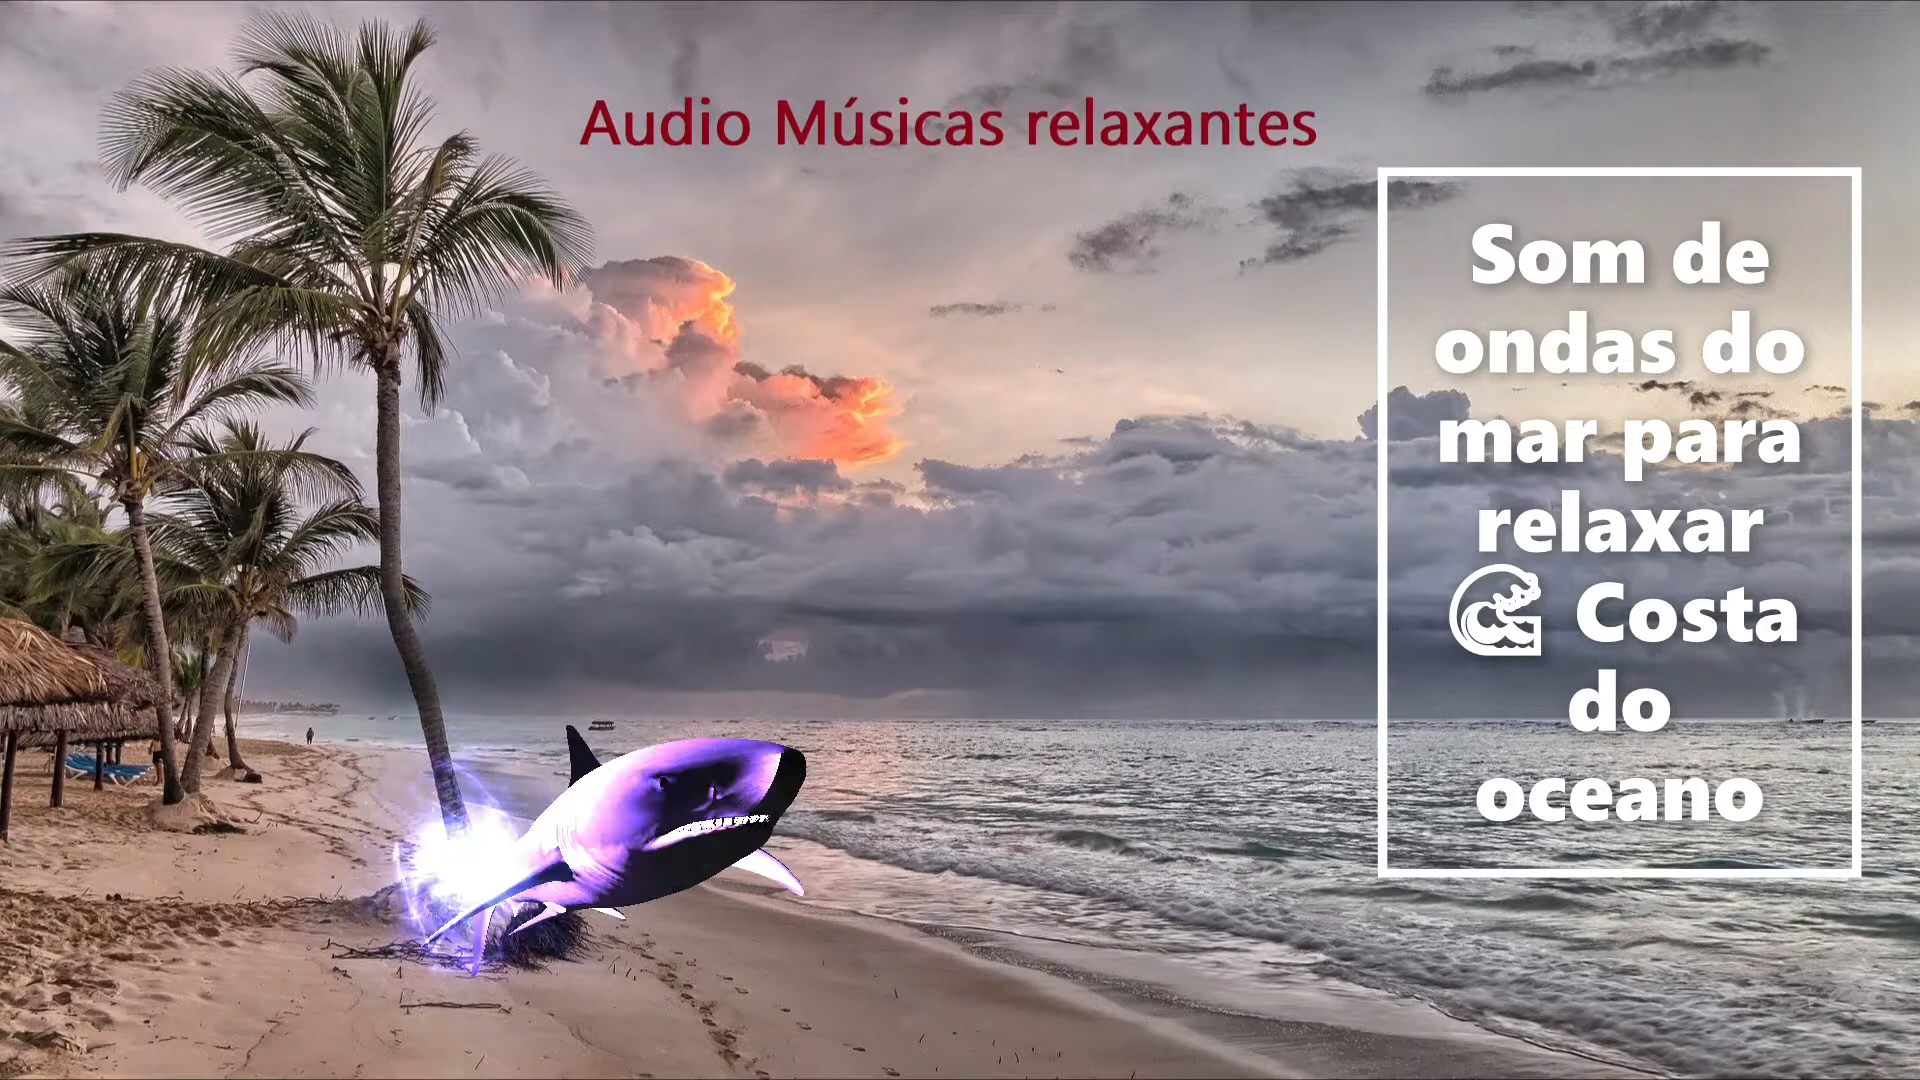 Audio Músicas relaxantes
Som de
ondas do
mar para
relaxar
🌊 Costa
do
oceano